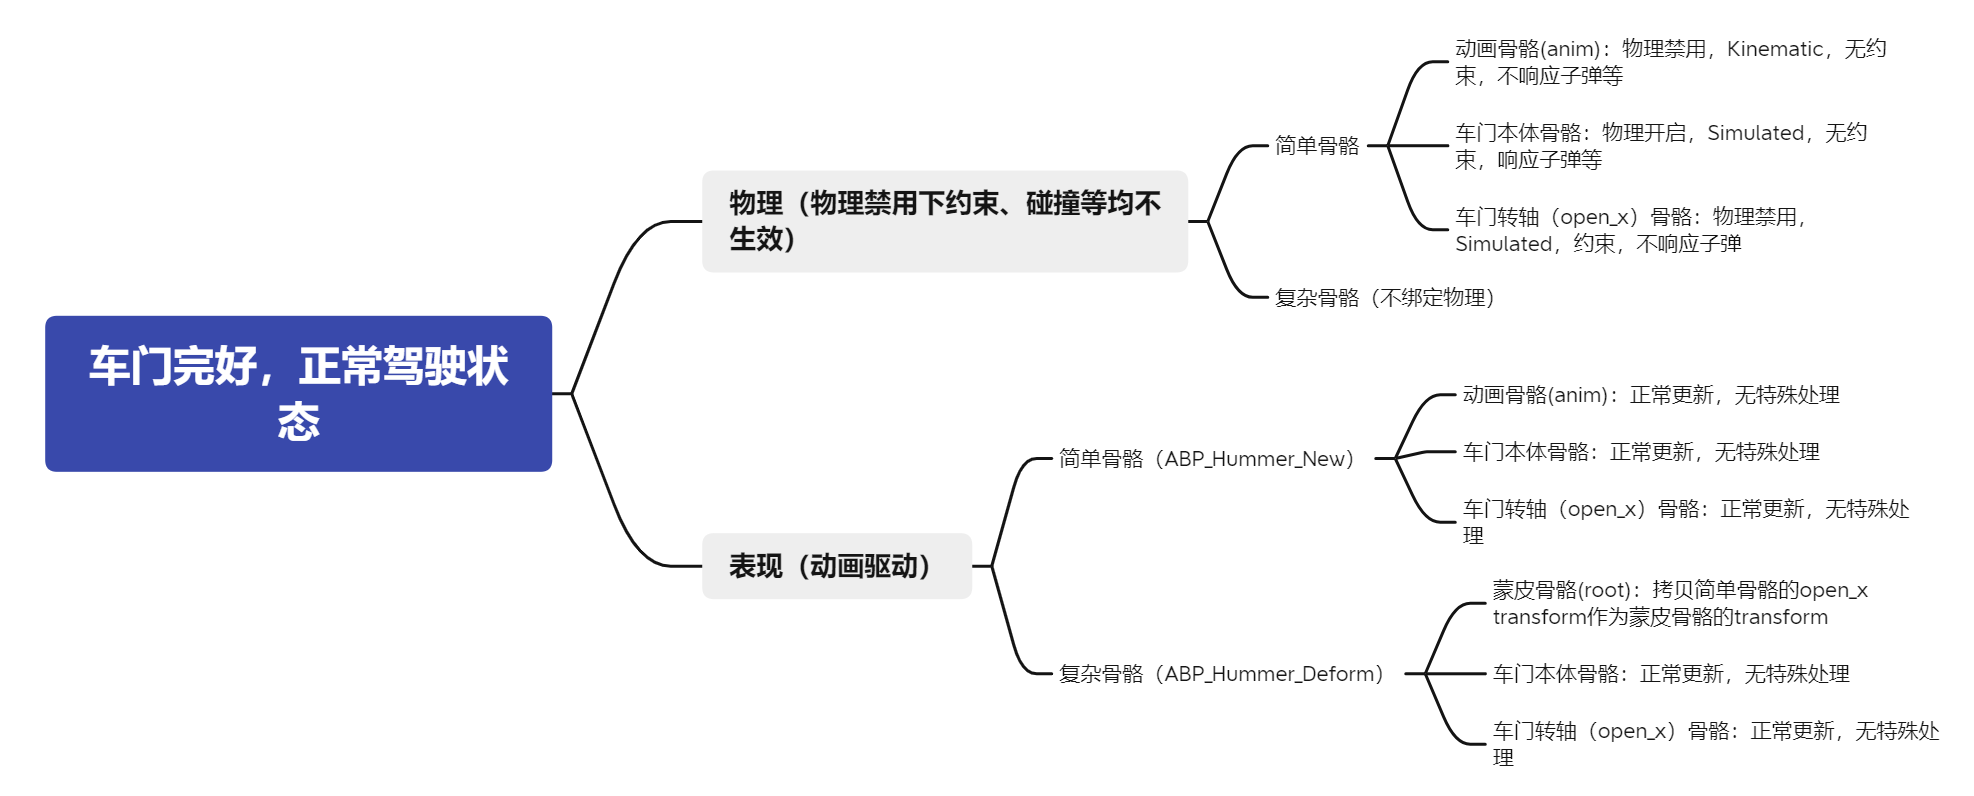 车门完好，正常驾驶状
态
物理（物理禁用下约束、碰撞等均不
生效）
简单骨骼
动画骨骼(anim)：物理禁用，Kinematic，无约
束，不响应子弹等
车门本体骨骼：物理开启，Simulated，无约
束，响应子弹等
车门转轴（open_x）骨骼：物理禁用，
Simulated，约束，不响应子弹
复杂骨骼（不绑定物理）
表现（动画驱动）
简单骨骼（ABP_Hummer_New）
动画骨骼(anim)：正常更新，无特殊处理
车门本体骨骼：正常更新，无特殊处理
车门转轴（open_x）骨骼：正常更新，无特殊处
理
复杂骨骼（ABP_Hummer_Deform）
蒙皮骨骼(root)：拷贝简单骨骼的open_x
transform作为蒙皮骨骼的transform
车门本体骨骼：正常更新，无特殊处理
车门转轴（open_x）骨骼：正常更新，无特殊处
理